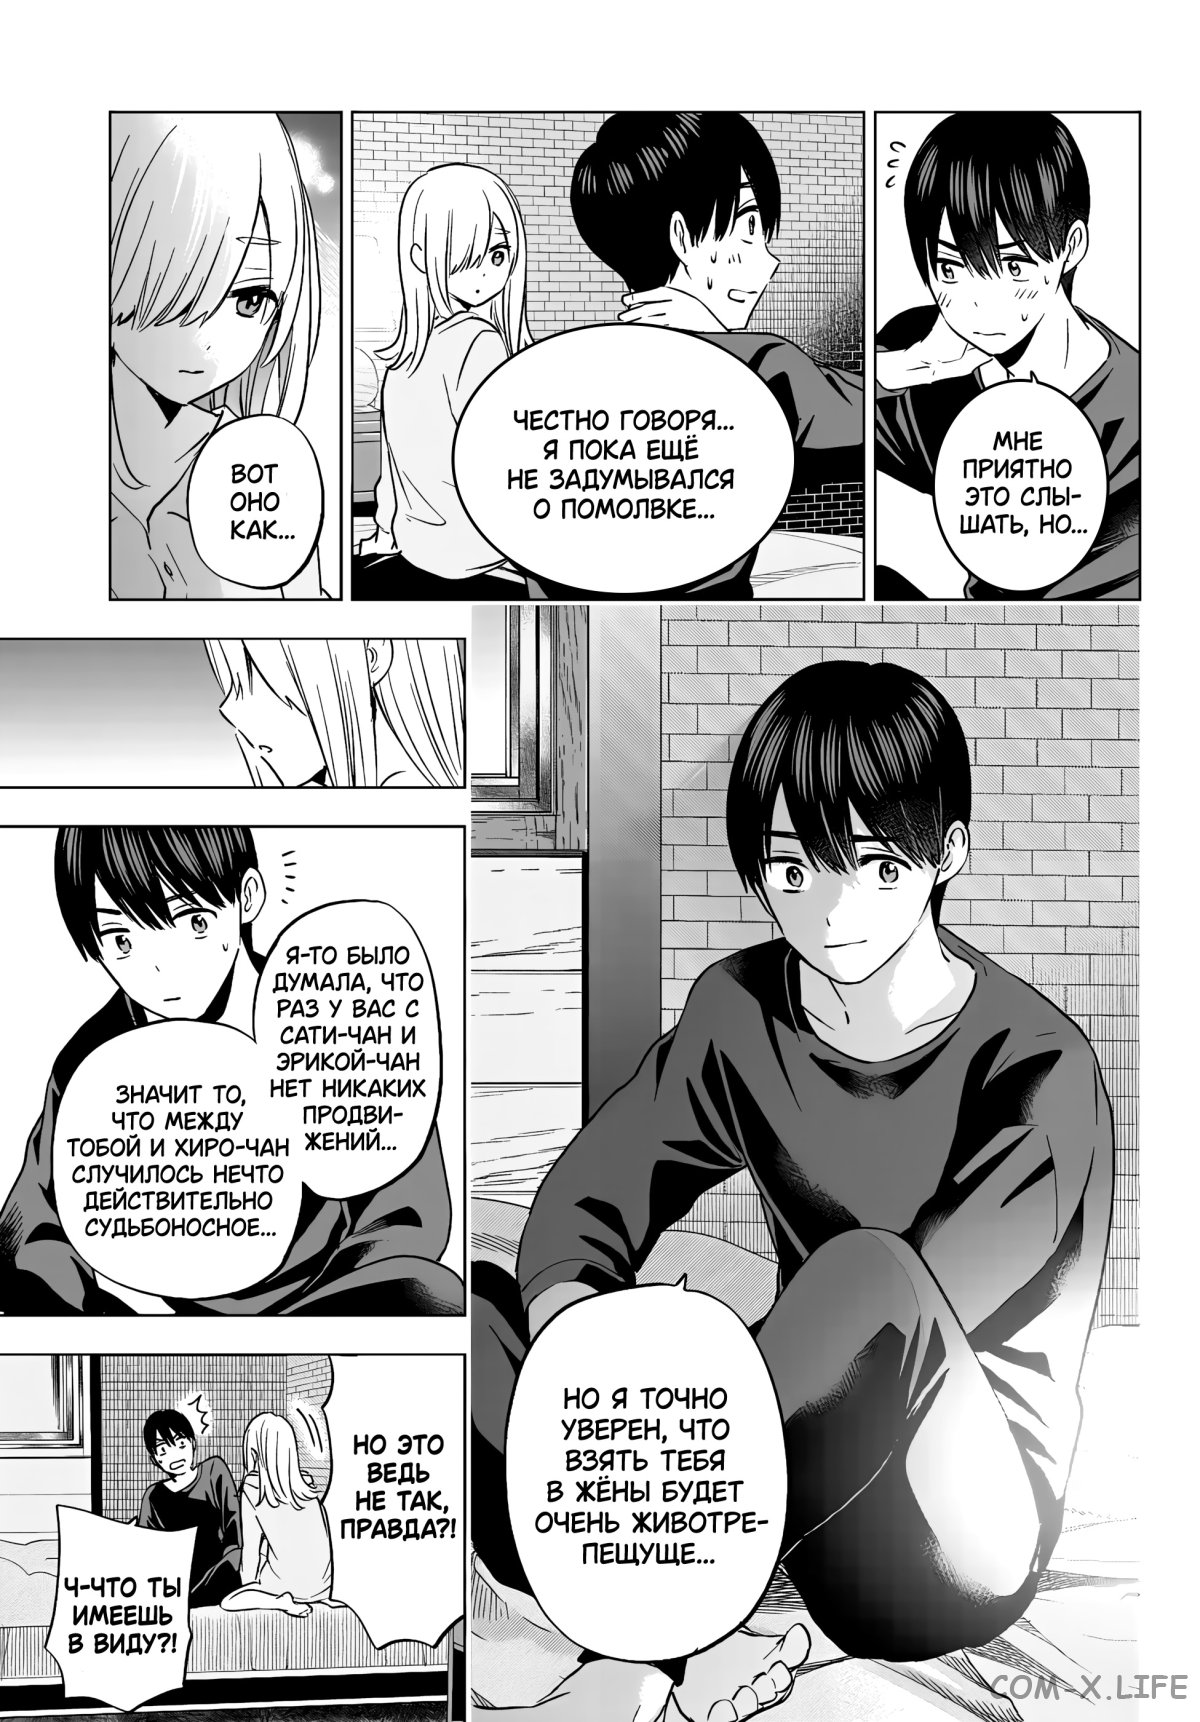 МНЕ
ПРИЯТНО
ЭТО СЛЫ-
ШАТЬ, НО...
ЧЕСТНО ГОВОРЯ...
Я ПОКА ЕЩЁ
НЕ ЗАДУМЫВАЛСЯ
О ПОМОЛВКЕ...
ВОТ
ОНО
КАК...
НО Я ТОЧНО
УВЕРЕН, ЧТО
ВЗЯТЬ ТЕБЯ
В ЖЁНЫ БУДЕТ
ОЧЕНЬ ЖИВОТРЕ-
ПЕЩУЩЕ...
Я-ТО БЫЛО
ДУМАЛА, ЧТО
РАЗ У ВАС С
САТИ-ЧАН И
ЭРИКОЙ-ЧАН
НЕТ НИКАКИХ
ПРОДВИ-
ЖЕНИЙ...
ЗНАЧИТ ТО,
ЧТО МЕЖДУ
ТОБОЙ И ХИРО-ЧАН
СЛУЧИЛОСЬ НЕЧТО
ДЕЙСТВИТЕЛЬНО
СУДЬБОНОСНОЕ...
НО ЭТО
ВЕДЬ
НЕ ТАК,
ПРАВДА?!
Ч-ЧТО ТЫ
ИМЕЕШЬ
В ВИДУ?!
COM-X.LIFE